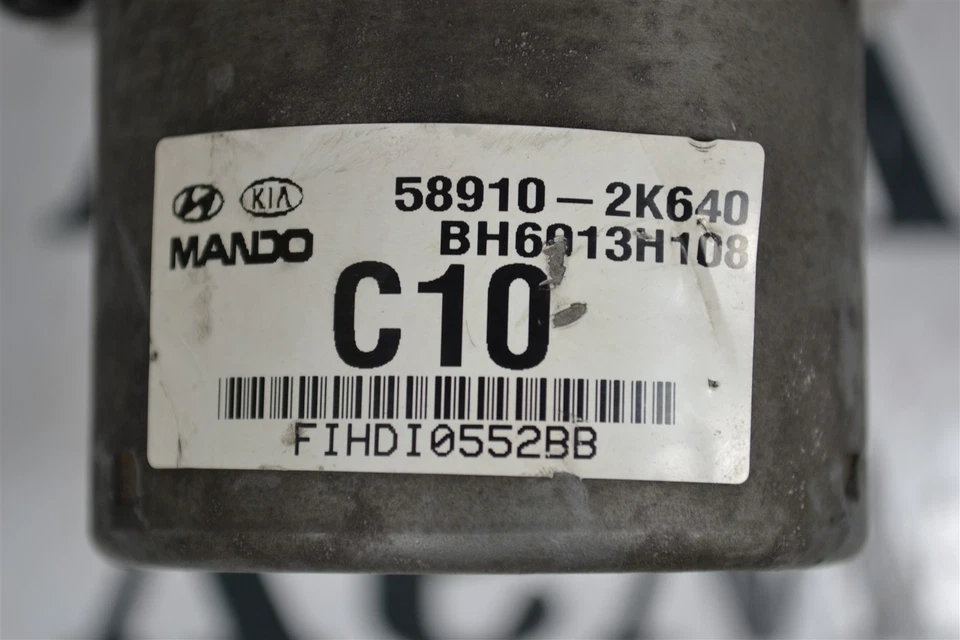 KIA 58910-2K640
MANDO BH6013H108
C10
FIHDI0552BB